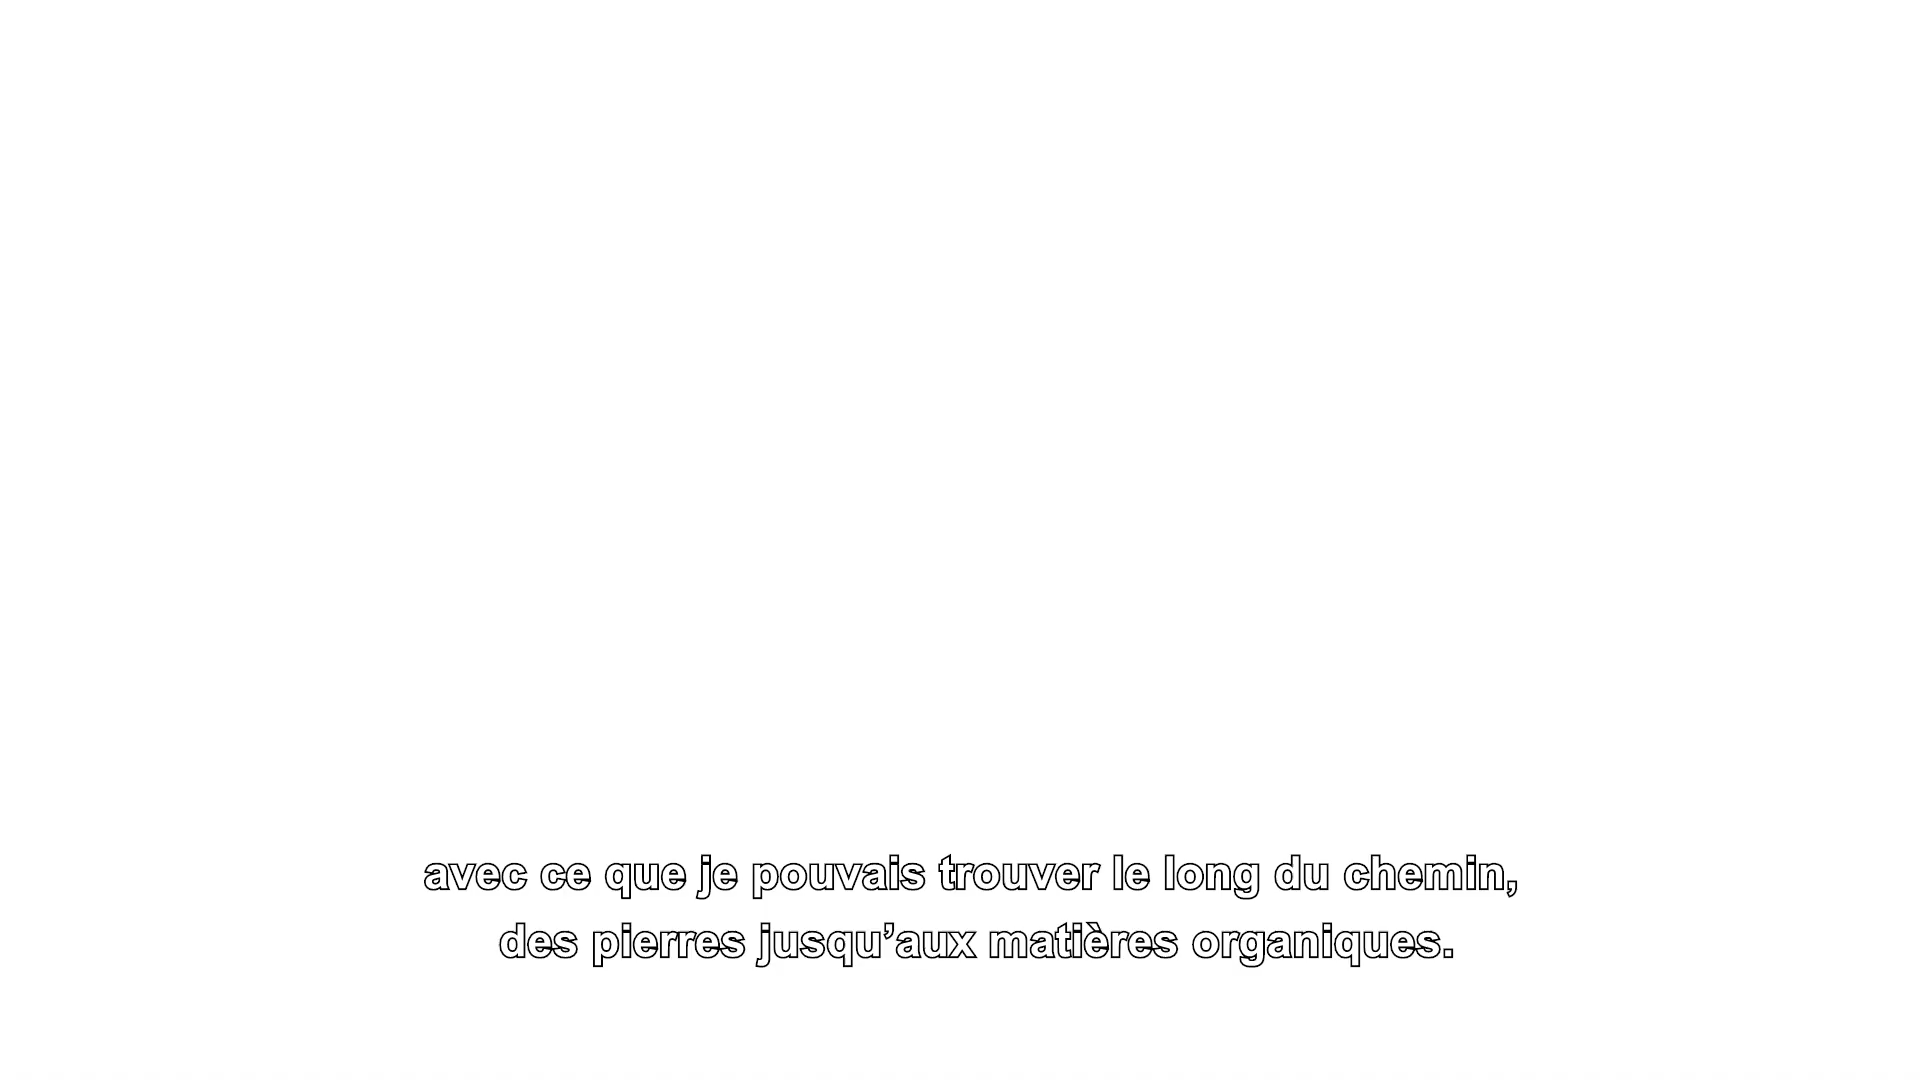 avec ce que je pouvais trouver le long du chemin,
des pierres jusqu’aux matières organiques.